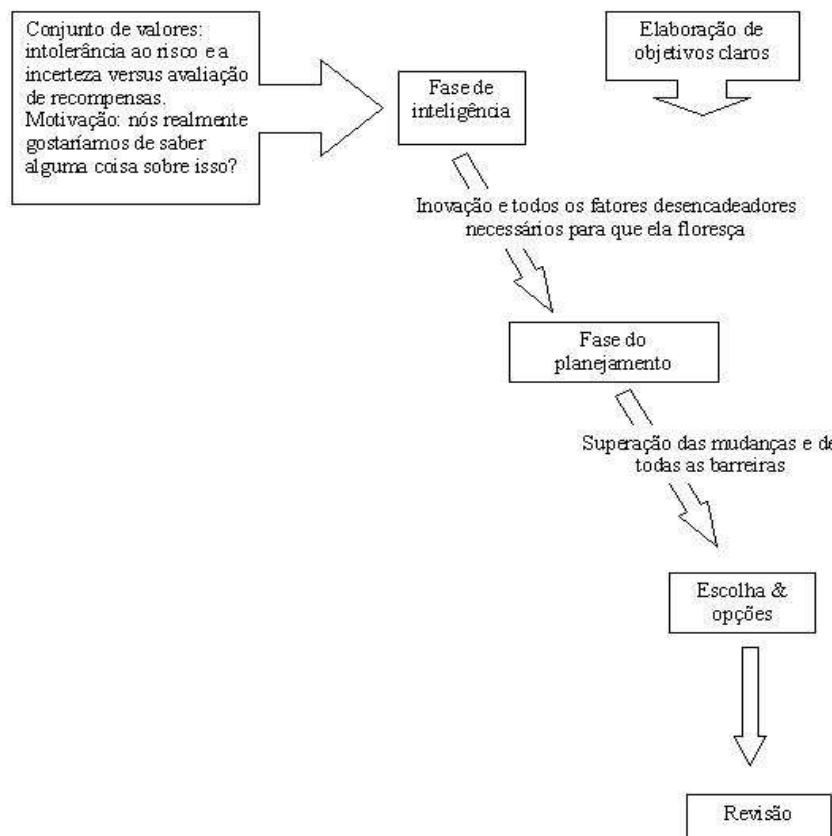 Conjunto de valores:
intolerância ao risco e a
incerteza versus avaliação
de recompensas.
Motivação: nós realmente
gostaríamos de saber
alguma coisa sobre isso?
Fase de
inteligência
Elaboração de
objetivos claros
Inovação e todos os fatores desencadeadores
necessários para que ela floresça
Fase do
planejamento
Superação das mudanças e de
todas as barreiras
Escolha &
opções
Revisão